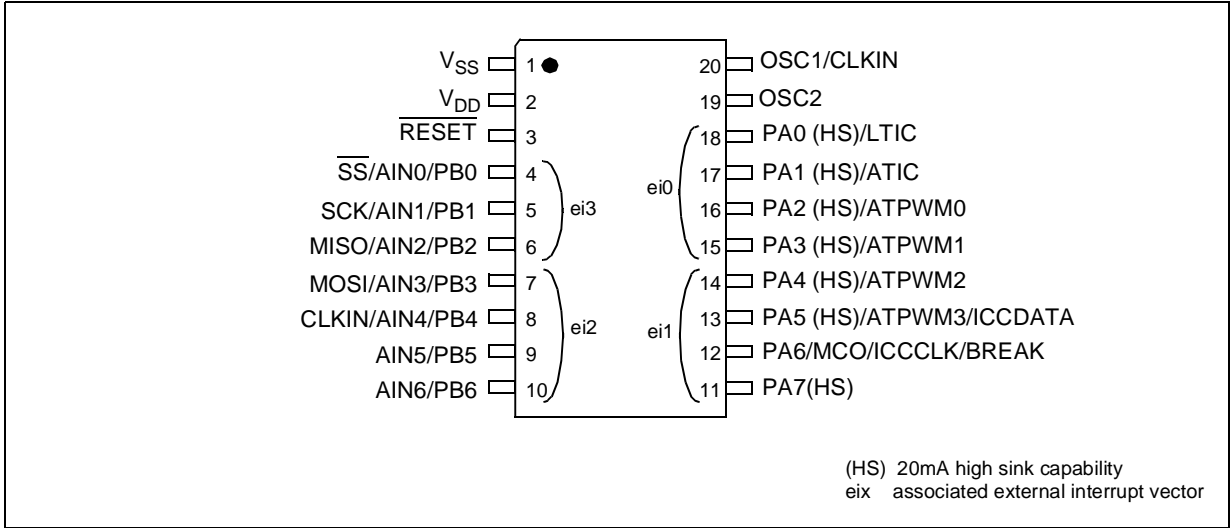 VSS 1 20 OSC1/CLKIN
VDD 2 19 OSC2
RESET 3 18 PA0 (HS)/LTIC
SS/AIN0/PB0 4 17 PA1 (HS)/ATIC
ei3 ei0
SCK/AIN1/PB1 5 16 PA2 (HS)/ATPWM0
MISO/AIN2/PB2 6 15 PA3 (HS)/ATPWM1
MOSI/AIN3/PB3 7 14 PA4 (HS)/ATPWM2
CLKIN/AIN4/PB4 8 13 PA5 (HS)/ATPWM3/ICCDATA
ei2 ei1
AIN5/PB5 9 12 PA6/MCO/ICCCLK/BREAK
AIN6/PB6 10 11 PA7(HS)
(HS) 20mA high sink capability
eix associated external interrupt vector